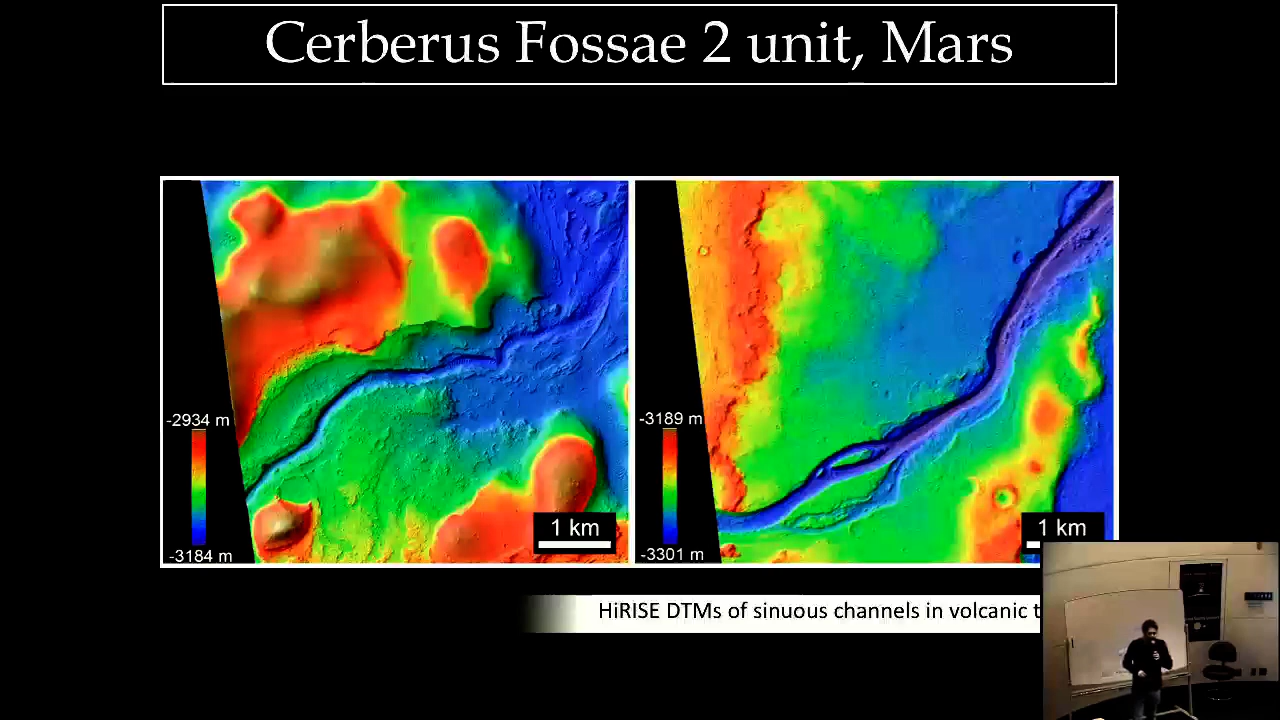 Cerberus Fossae 2 unit, Mars
-2934 m
-3184 m
1 km
-3189 m
-3301 m
1 km
HiRISE DTMs of sinuous channels in volcanic